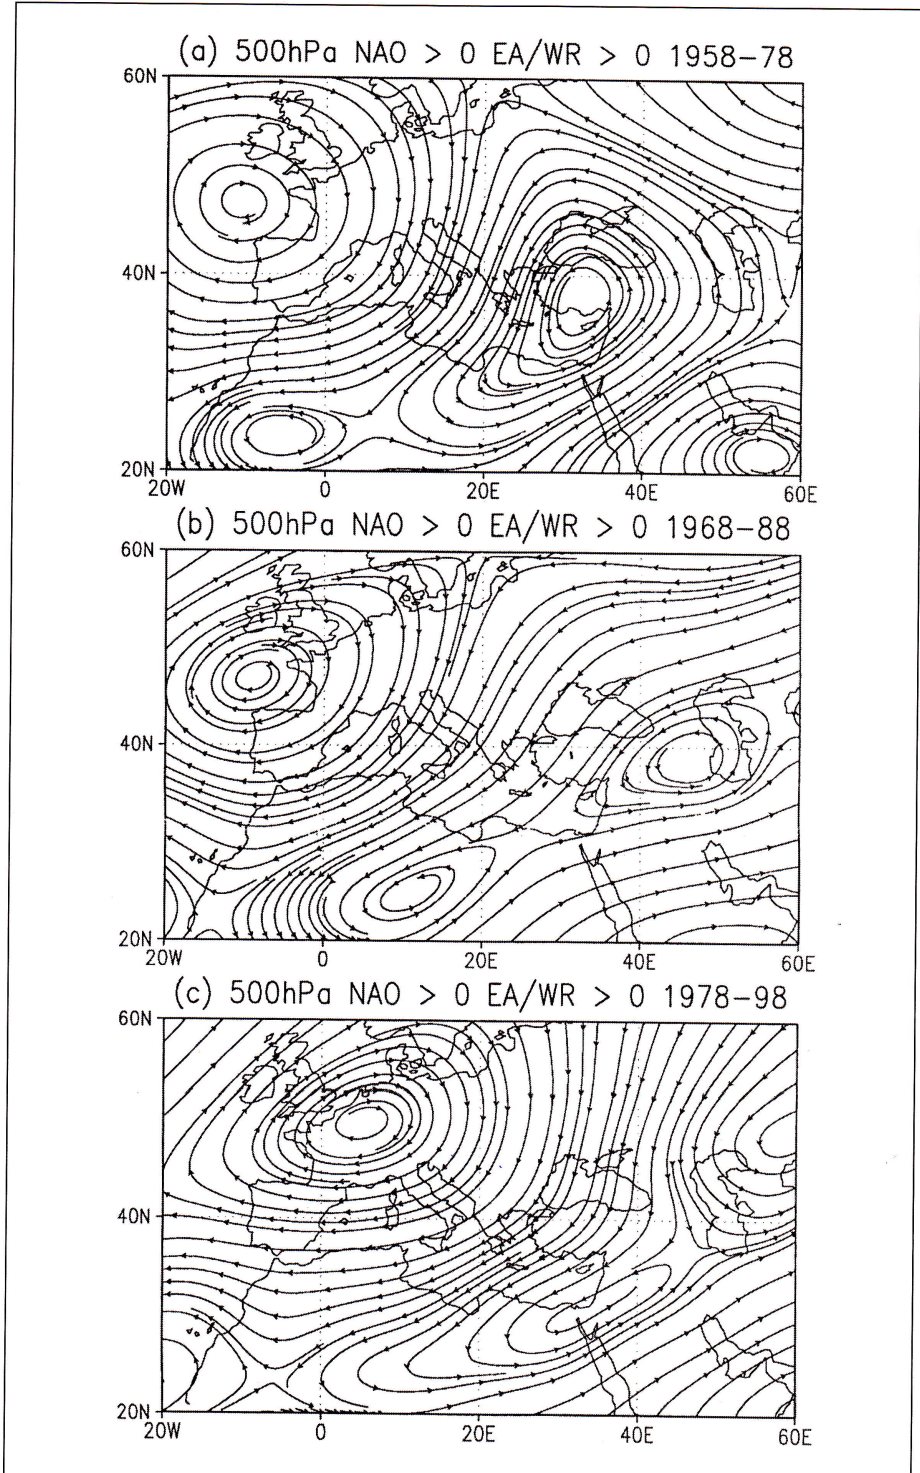 (a) 500hPa NAO > 0 EA/WR > 0 1958-78
60N
40N
20N
20W 0 20E 40E 60E
(b) 500hPa NAO > 0 EA/WR > 0 1968-88
60N
40N
20N
20W 0 20E 40E 60E
(c) 500hPa NAO > 0 EA/WR > 0 1978-98
60N
40N
20N
20W 0 20E 40E 60E